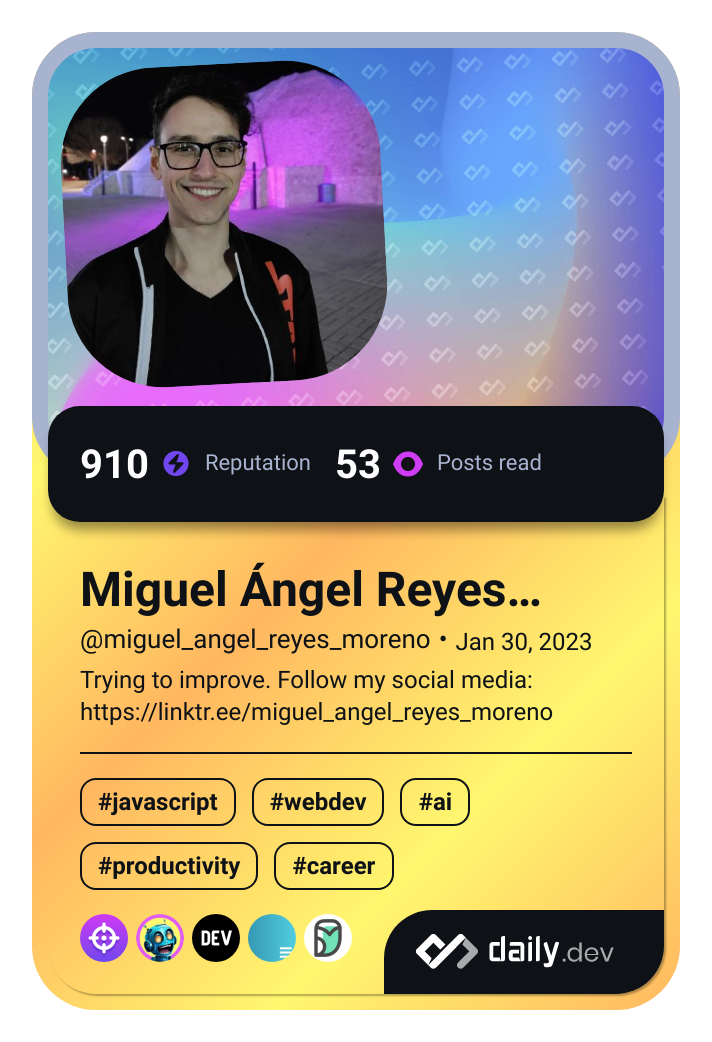 910 Reputation 53 Posts read
Miguel Ángel Reyes...
@miguel_angel_reyes_moreno • Jan 30, 2023
Trying to improve. Follow my social media:
https://linktr.ee/miguel_angel_reyes_moreno
#javascript #webdev #ai
#productivity #career
DEV
daily.dev